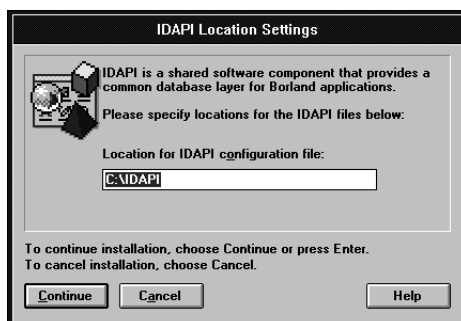 IDAPI Location Settings
IDAPI is a shared software component that provides a
common database layer for Borland applications.
Please specify locations for the IDAPI files below:
Location for IDAPI configuration file:
C:\IDAPI
To continue installation, choose Continue or press Enter.
To cancel installation, choose Cancel.
Continue Cancel Help